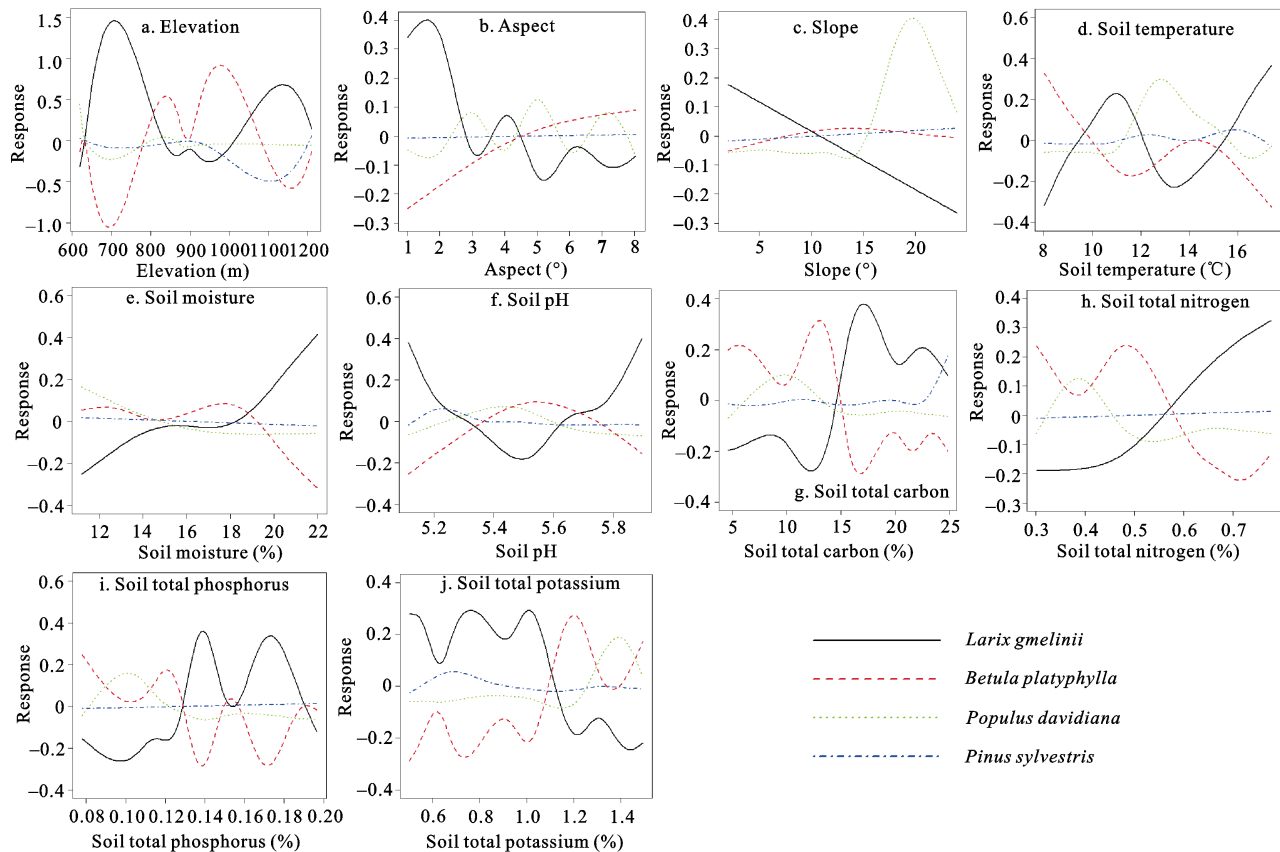 a. Elevation
Response
1.5
1.0
0.5
0
−0.5
−1.0
600 700 800 900 1000 1100 1200
Elevation (m)
b. Aspect
Response
0.4
0.3
0.2
0.1
0
−0.1
−0.2
−0.3
1 2 3 4 5 6 7 8
Aspect (°)
c. Slope
Response
0.4
0.3
0.2
0.1
0
−0.1
−0.2
−0.3
5 10 15 20
Slope (°)
d. Soil temperature
Response
0.6
0.4
0.2
0
−0.2
−0.4
8 10 12 14 16
Soil temperature (℃)
e. Soil moisture
Response
0.6
0.4
0.2
0
−0.2
−0.4
12 14 16 18 20 22
Soil moisture (%)
f. Soil pH
Response
0.6
0.4
0.2
0
−0.2
−0.4
5.2 5.4 5.6 5.8
Soil pH
g. Soil total carbon
Response
0.4
0.2
0
−0.2
−0.4
5 10 15 20 25
Soil total carbon (%)
h. Soil total nitrogen
Response
0.4
0.3
0.2
0.1
0
−0.1
−0.2
−0.3
0.3 0.4 0.5 0.6 0.7
Soil total nitrogen (%)
i. Soil total phosphorus
Response
0.6
0.4
0.2
0
−0.2
−0.4
0.08 0.10 0.12 0.14 0.16 0.18 0.20
Soil total phosphorus (%)
j. Soil total potassium
Response
0.4
0.2
0
−0.2
−0.4
0.6 0.8 1.0 1.2 1.4
Soil total potassium (%)
Larix gmelinii
Betula platyphylla
Populus davidiana
Pinus sylvestris